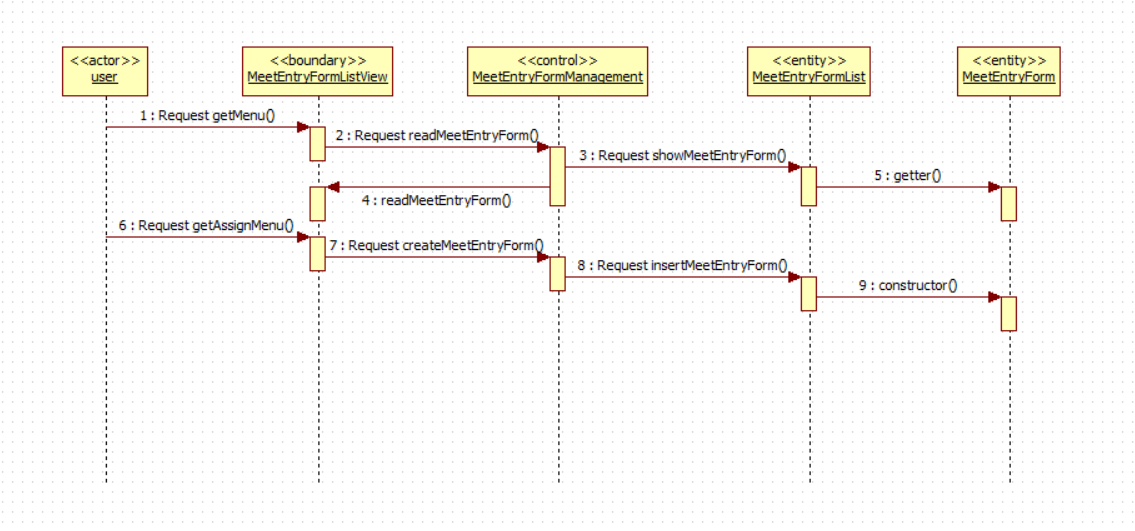 <<actor>>
user
<<boundary>>
MeetEntryFormListView
<<control>>
MeetEntryFormManagement
<<entity>>
MeetEntryFormList
<<entity>>
MeetEntryForm
1 : Request getMenu()
2 : Request readMeetEntryForm()
3 : Request showMeetEntryForm()
5 : getter()
4 : readMeetEntryForm()
6 : Request getAssignMenu()
7 : Request createMeetEntryForm()
8 : Request insertMeetEntryForm()
9 : constructor()